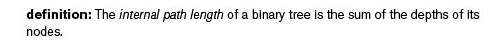 definition: The internal path length of a binary tree is the sum of the depths of its
nodes.